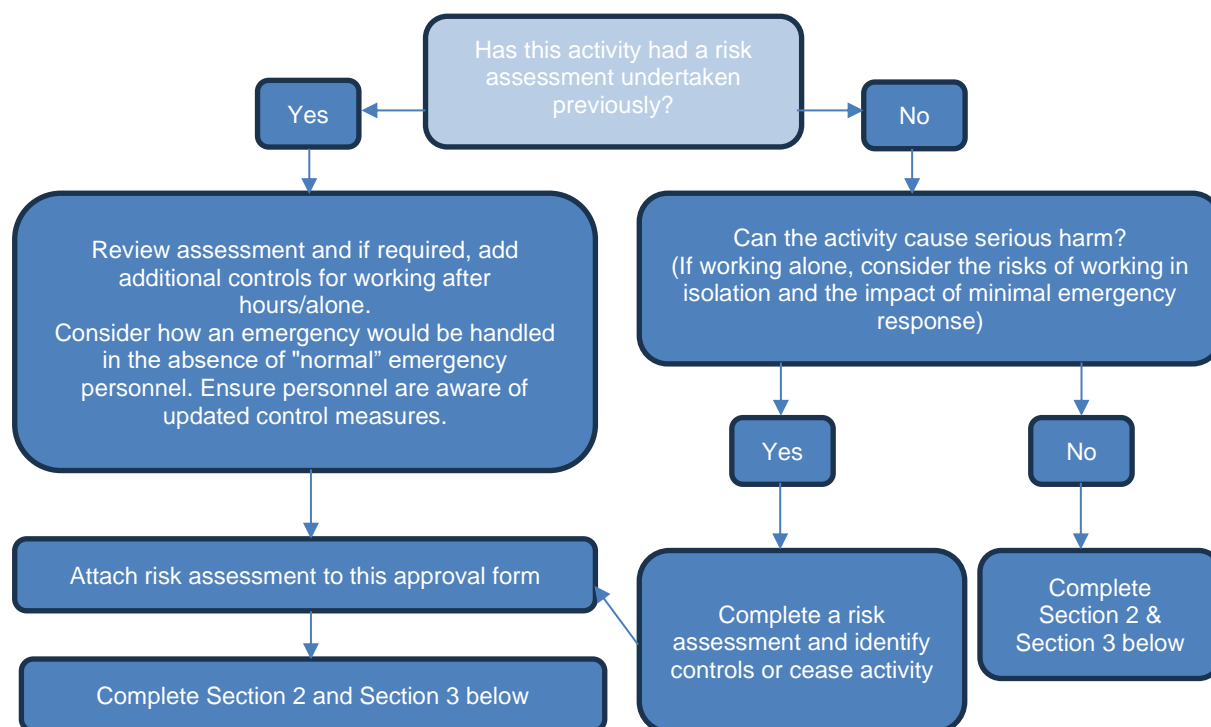 Has this activity had a risk
assessment undertaken
previously?
Yes
No
Review assessment and if required, add
additional controls for working after
hours/alone.
Consider how an emergency would be handled
in the absence of "normal” emergency
personnel. Ensure personnel are aware of
updated control measures.
Can the activity cause serious harm?
(If working alone, consider the risks of working in
isolation and the impact of minimal emergency
response)
Yes
No
Attach risk assessment to this approval form
Complete a risk
assessment and identify
controls or cease activity
Complete
Section 2 &
Section 3 below
Complete Section 2 and Section 3 below